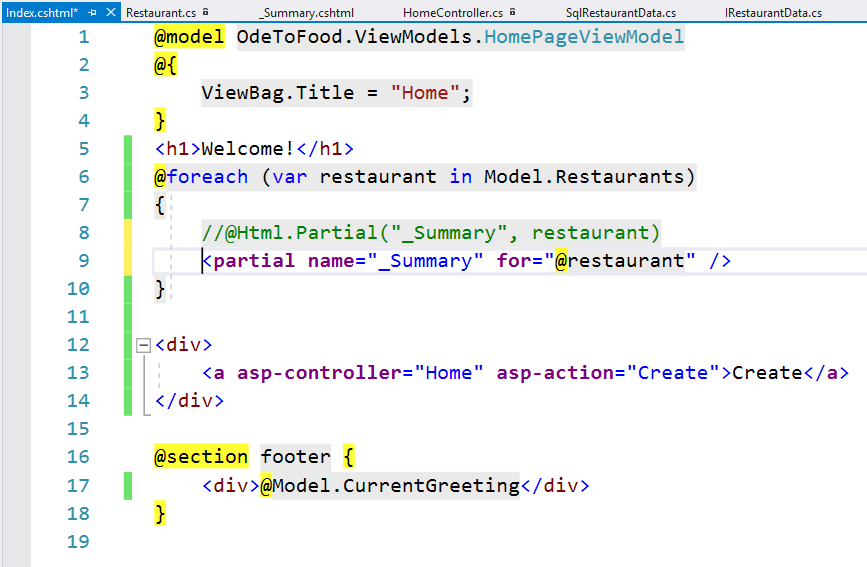 Index.cshtml* Restaurant.cs _Summary.cshtml HomeController.cs SqlRestaurantData.cs IRestaurantData.cs
1 @model OdeToFood.ViewModels.HomePageViewModel
2 @{
3 ViewBag.Title = "Home";
4 }
5 <h1>Welcome!</h1>
6 @foreach (var restaurant in Model.Restaurants)
7 {
8 //@Html.Partial("_Summary", restaurant)
9 <partial name="_Summary" for="@restaurant" />
10 }
11
12 <div>
13 <a asp-controller="Home" asp-action="Create">Create</a>
14 </div>
15
16 @section footer {
17 <div>@Model.CurrentGreeting</div>
18 }
19